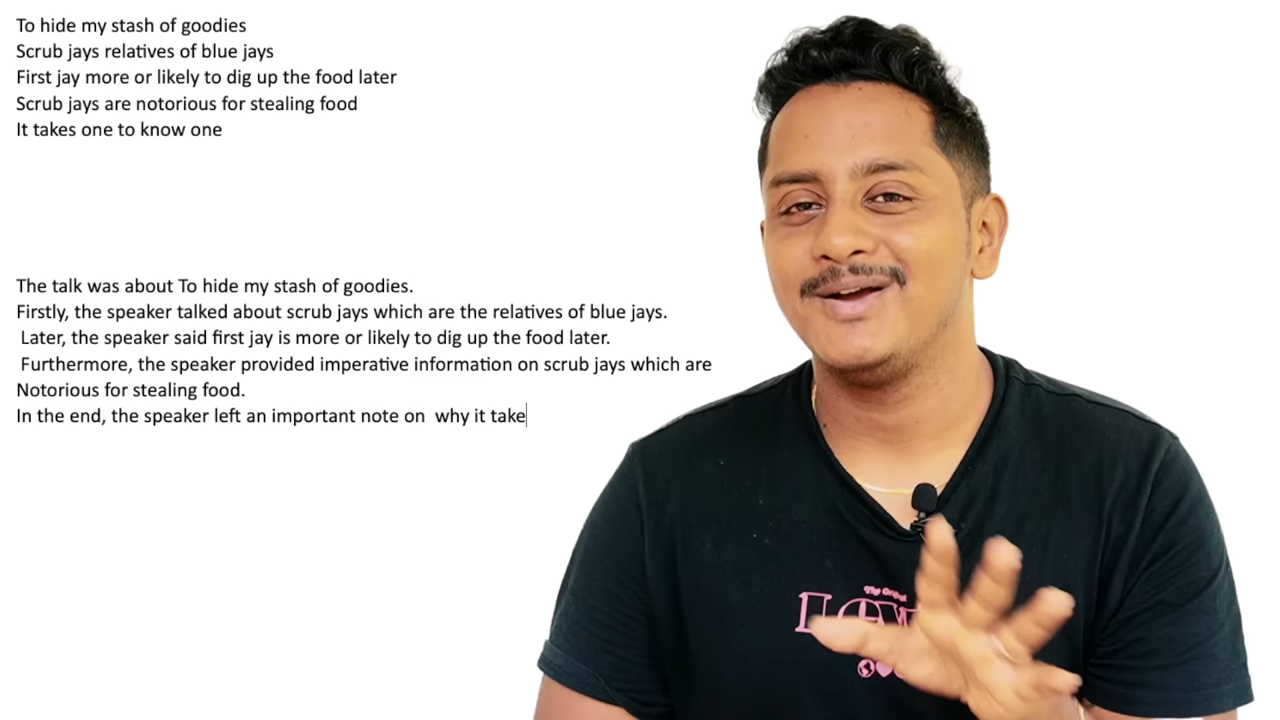 To hide my stash of goodies
Scrub jays relatives of blue jays
First jay more or likely to dig up the food later
Scrub jays are notorious for stealing food
It takes one to know one
The talk was about To hide my stash of goodies.
Firstly, the speaker talked about scrub jays which are the relatives of blue jays.
Later, the speaker said first jay is more or likely to dig up the food later.
Furthermore, the speaker provided imperative information on scrub jays which are
Notorious for stealing food.
In the end, the speaker left an important note on  why it take